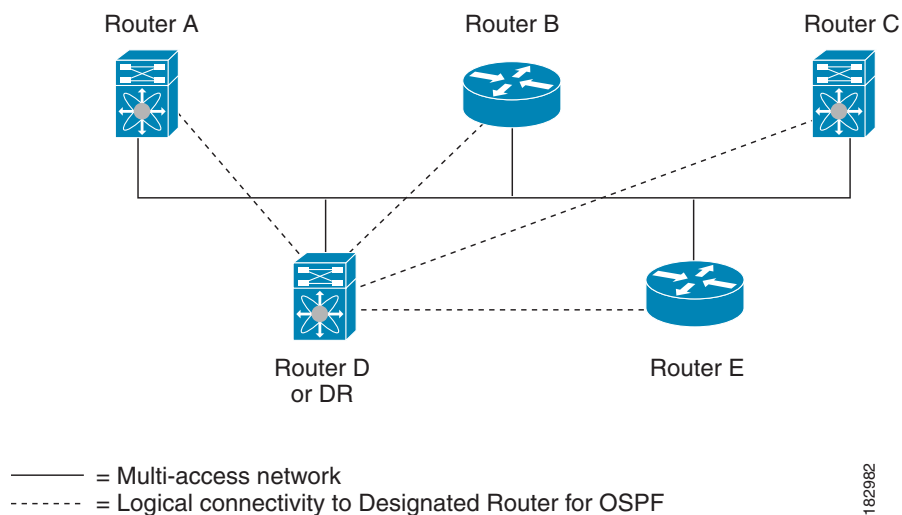 Router A
Router B
Router C
Router D
or DR
Router E
= Multi-access network
= Logical connectivity to Designated Router for OSPF
182982